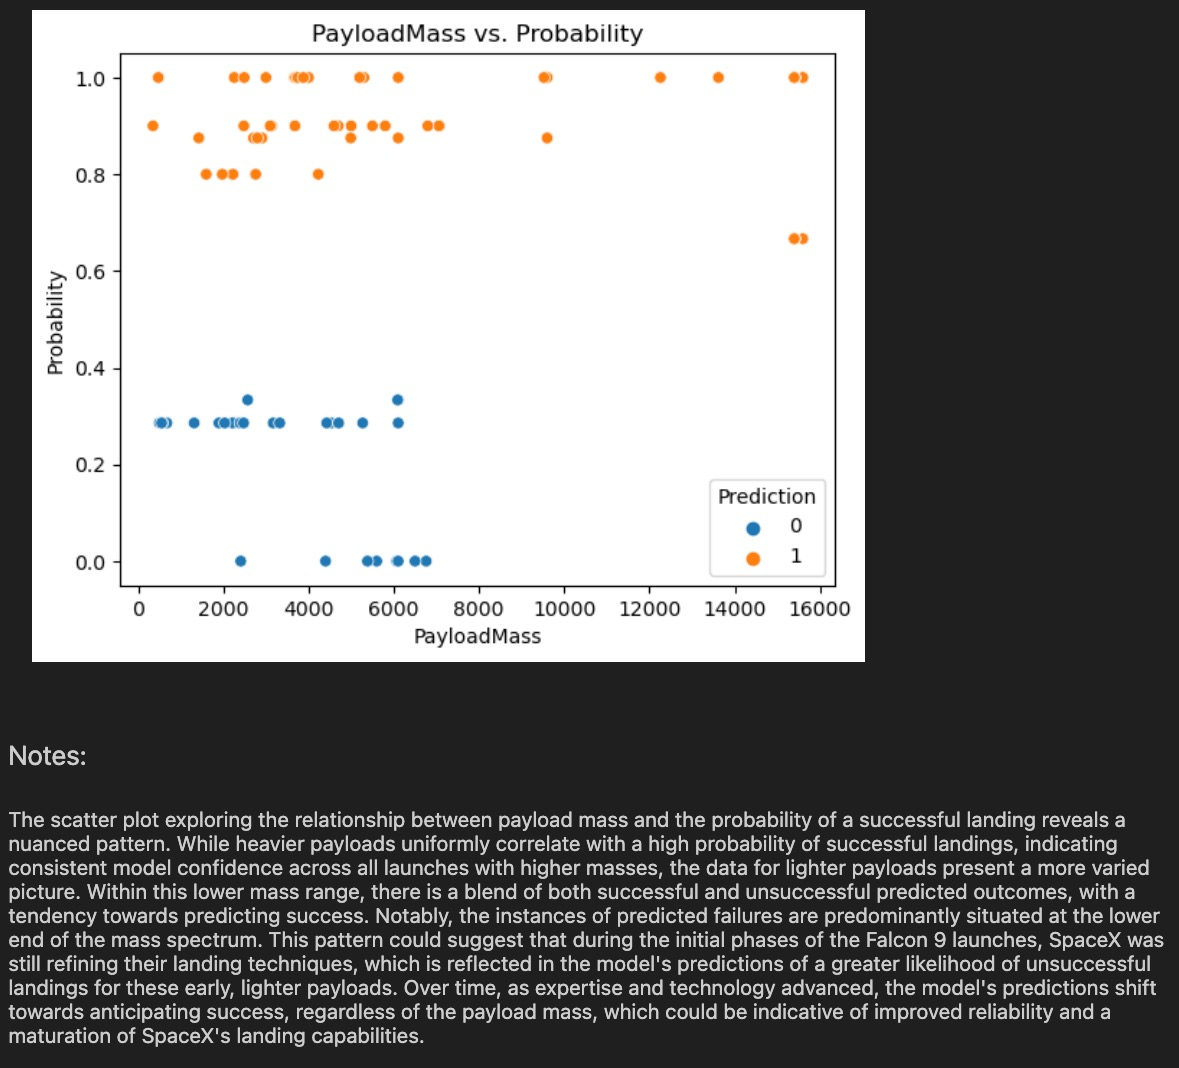 PayloadMass vs. Probability
1.0
0.8
0.6
0.4
0.2
0.0
Probability
Prediction
0
1
0 2000 4000 6000 8000 10000 12000 14000 16000
PayloadMass
Notes:
The scatter plot exploring the relationship between payload mass and the probability of a successful landing reveals a
nuanced pattern. While heavier payloads uniformly correlate with a high probability of successful landings, indicating
consistent model confidence across all launches with higher masses, the data for lighter payloads present a more varied
picture. Within this lower mass range, there is a blend of both successful and unsuccessful predicted outcomes, with a
tendency towards predicting success. Notably, the instances of predicted failures are predominantly situated at the lower
end of the mass spectrum. This pattern could suggest that during the initial phases of the Falcon 9 launches, SpaceX was
still refining their landing techniques, which is reflected in the model's predictions of a greater likelihood of unsuccessful
landings for these early, lighter payloads. Over time, as expertise and technology advanced, the model's predictions shift
towards anticipating success, regardless of the payload mass, which could be indicative of improved reliability and a
maturation of SpaceX's landing capabilities.